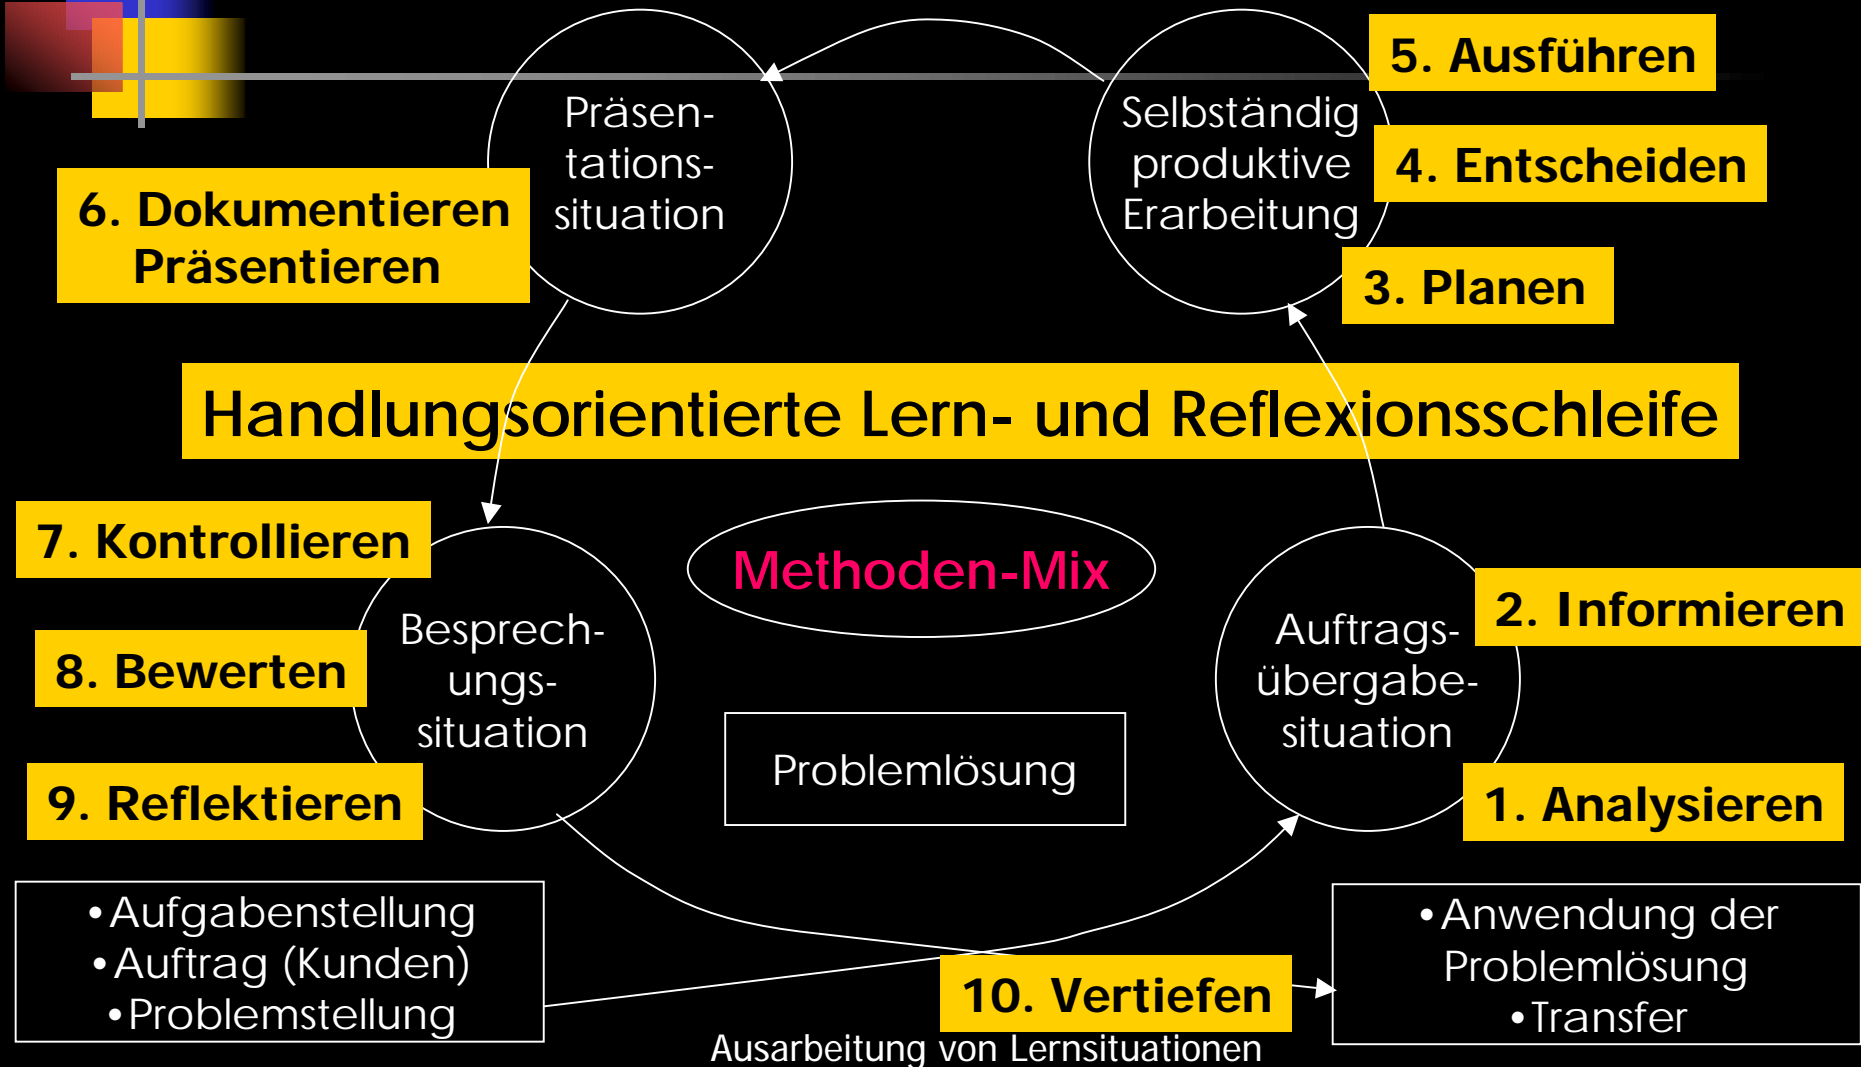 Präsen-
tations-
situation
Selbständig
produktive
Erarbeitung
5. Ausführen
4. Entscheiden
3. Planen
6. Dokumentieren
Präsentieren
Handlungsorientierte Lern- und Reflexionsschleife
7. Kontrollieren
8. Bewerten
9. Reflektieren
Besprech-
ungs-
situation
Methoden-Mix
Problemlösung
Auftrags-
übergabe-
situation
2. Informieren
1. Analysieren
•Aufgabenstellung
•Auftrag (Kunden)
•Problemstellung
10. Vertiefen
•Anwendung der
Problemlösung
•Transfer
Ausarbeitung von Lernsituationen